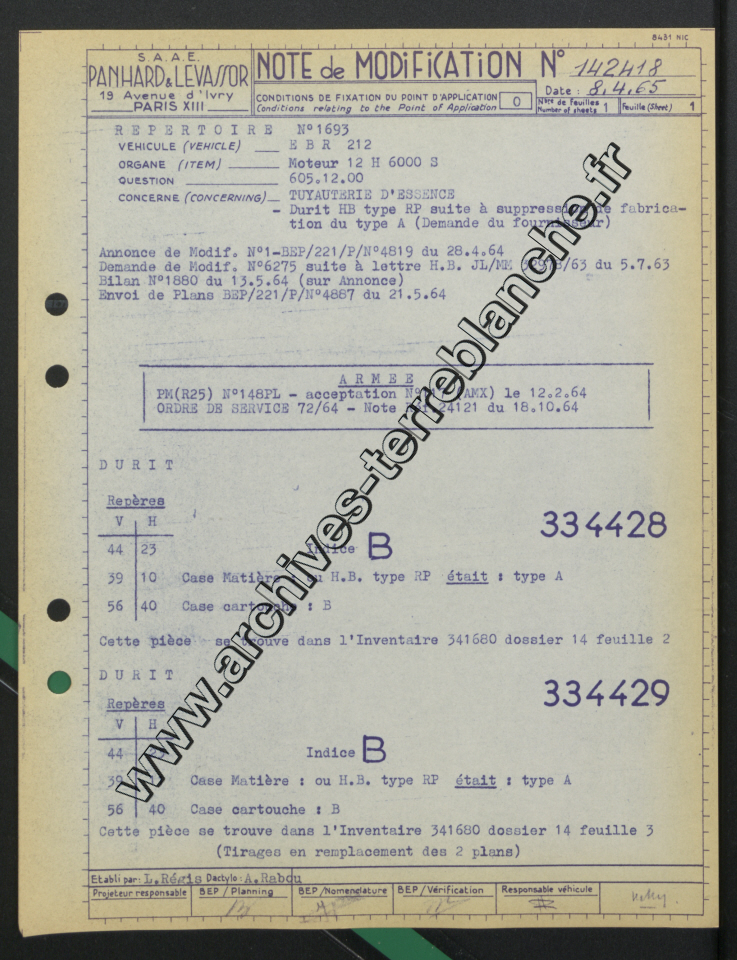 8431 NIC
S.A.A.E.
PANHARD & LEVASSOR
19 Avenue d'Ivry
PARIS XIII
NOTE de MODIFICATION N° 142418
Date : 8.4.65
CONDITIONS DE FIXATION DU POINT D'APPLICATION
Conditions relating to the Point of Application
0
Nbre de Feuilles
Number of sheets 1
Feuille (Sheet) 1
REPERTOIRE N°1693
VÉHICULE (VEHICLE) EBR 212
ORGANE (ITEM) Moteur 12 H 6000 S
QUESTION 605.12.00
CONCERNE (CONCERNING) TUYAUTERIE D'ESSENCE
- Durit HB type RP suite à suppression de fabrica-
tion du type A (Demande du fournisseur)
Annonce de Modif. N°1-BEP/221/P/N°4819 du 28.4.64
Demande de Modif. N°6275 suite à lettre H.B. JL/MM 32978/63 du 5.7.63
Bilan N°1880 du 13.5.64 (sur Annonce)
Envoi de Plans BEP/221/P/N°4887 du 21.5.64
ARMEE
PM(R25) N°148PL - acceptation (AMX) le 12.2.64
ORDRE DE SERVICE 72/64 - Note 24121 du 18.10.64
DURIT
Repères
V H
334428
44 23 Indice B
39 10 Case Matière : ou H.B. type RP était : type A
56 40 Case cartouche : B
Cette pièce se trouve dans l'Inventaire 341680 dossier 14 feuille 2
DURIT
334429
Repères
V H
44 23 Indice B
39 Case Matière : ou H.B. type RP était : type A
56 40 Case cartouche : B
Cette pièce se trouve dans l'Inventaire 341680 dossier 14 feuille 3
(Tirages en remplacement des 2 plans)
Etabli par : L.Régis Dactylo : A.Rabou
Projeteur responsable
BEP / Planning
BEP / Nomenclature
BEP / Vérification
Responsable véhicule
www.archives-terreblanche.fr